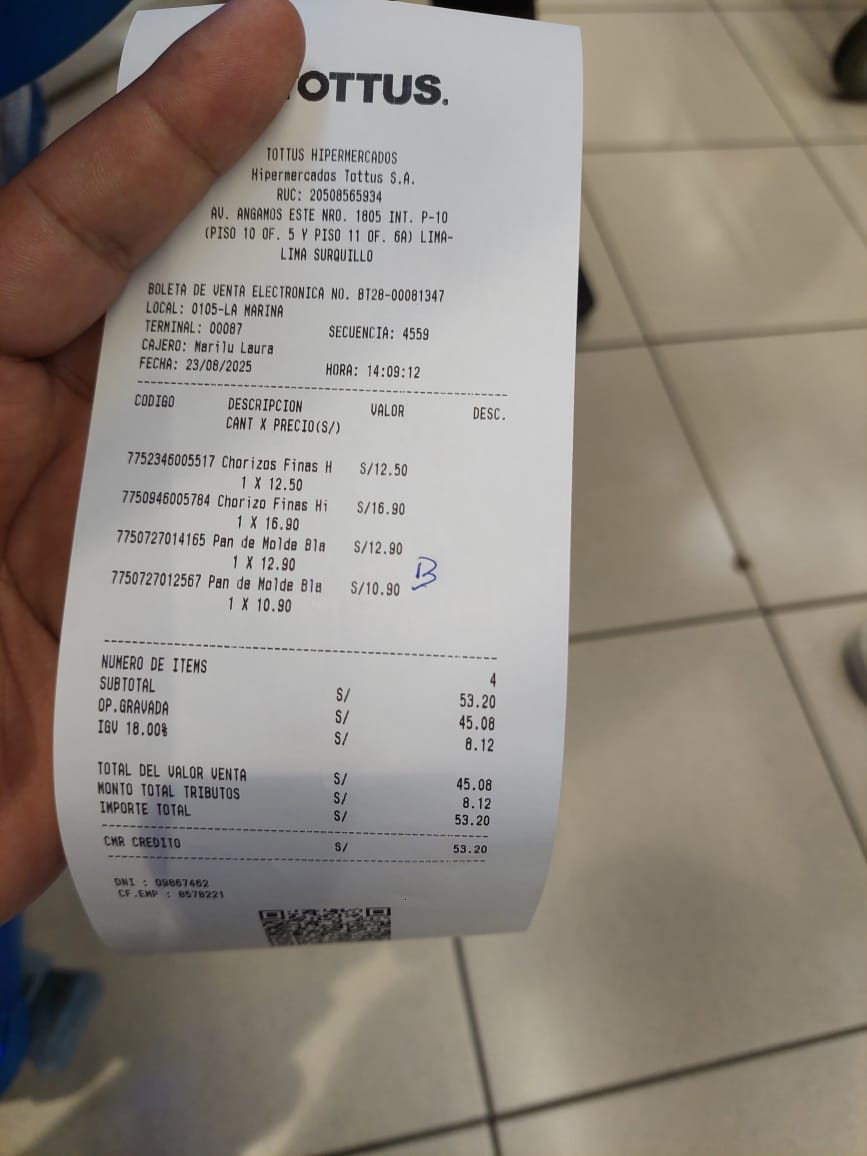 OTTUS.
TOTTUS HIPERMERCADOS
Hipermercados Tottus S.A.
RUC: 20508565934
AV. ANGAMOS ESTE NRO. 1805 INT. P-10
(PISO 10 OF. 5 Y PISO 11 OF. 6A) LIMA-
LIMA SURQUILLO
BOLETA DE VENTA ELECTRONICA NO. BT28-00081347
LOCAL: 0105-LA MARINA
TERMINAL: 00087 SECUENCIA: 4559
CAJERO: Marilu Laura
FECHA: 23/08/2025 HORA: 14:09:12
CODIGO DESCRIPCION VALOR DESC.
CANT X PRECIO(S/)
7752346005517 Chorizos Finas H S/12.50
1 X 12.50
7750946005784 Chorizo Finas Hi S/16.90
1 X 16.90
7750727014165 Pan de Molde Bla S/12.90
1 X 12.90
7750727012567 Pan de Molde Bla S/10.90 B
1 X 10.90
NUMERO DE ITEMS 4
SUBTOTAL S/ 53.20
OP.GRAVADA S/ 45.08
IGV 18.00% S/ 8.12
TOTAL DEL VALOR VENTA S/ 45.08
MONTO TOTAL TRIBUTOS S/ 8.12
IMPORTE TOTAL S/ 53.20
CMR CREDITO S/ 53.20
DNI : 09867462
CF.EMP : 8578221